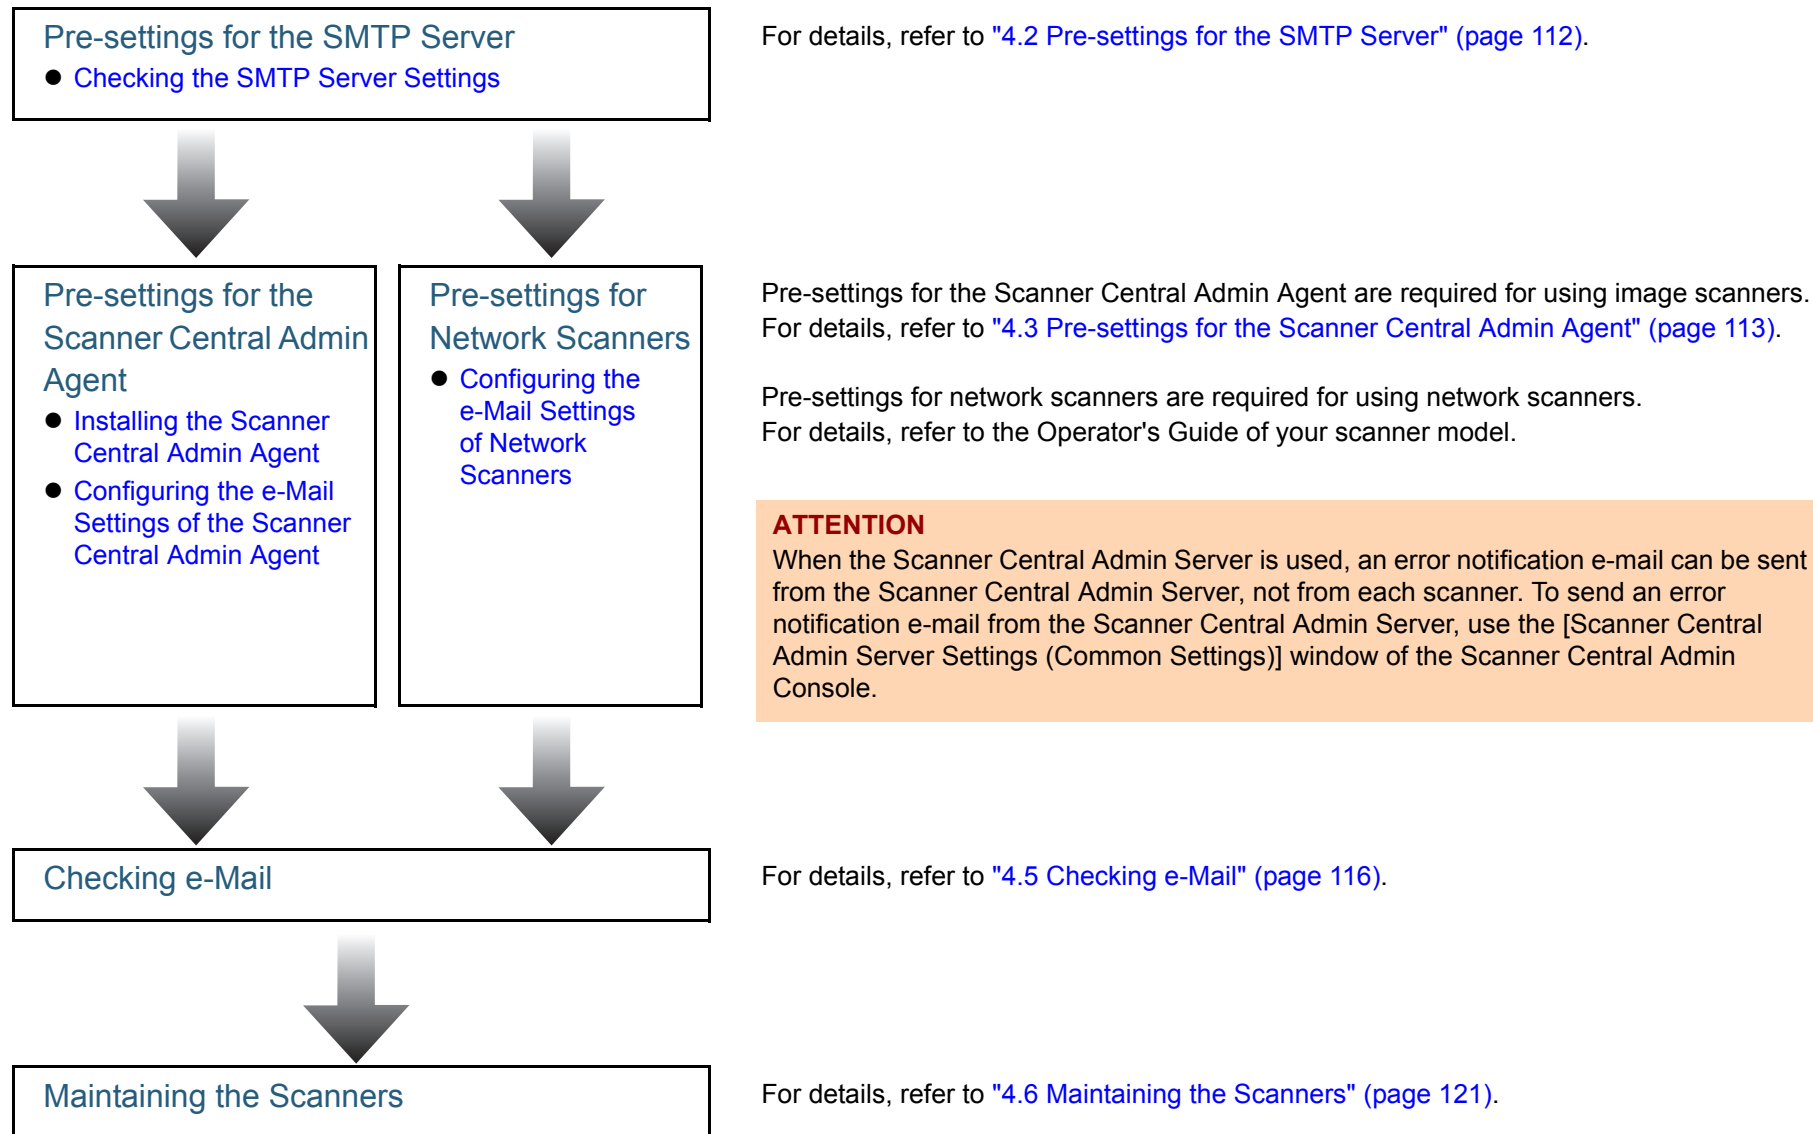 Pre-settings for the SMTP Server
● Checking the SMTP Server Settings
For details, refer to "4.2 Pre-settings for the SMTP Server" (page 112).
Pre-settings for the
Scanner Central Admin
Agent
● Installing the Scanner
Central Admin Agent
● Configuring the e-Mail
Settings of the Scanner
Central Admin Agent
Pre-settings for
Network Scanners
● Configuring the
e-Mail Settings
of Network
Scanners
Pre-settings for the Scanner Central Admin Agent are required for using image scanners.
For details, refer to "4.3 Pre-settings for the Scanner Central Admin Agent" (page 113).
Pre-settings for network scanners are required for using network scanners.
For details, refer to the Operator's Guide of your scanner model.
ATTENTION
When the Scanner Central Admin Server is used, an error notification e-mail can be sent
from the Scanner Central Admin Server, not from each scanner. To send an error
notification e-mail from the Scanner Central Admin Server, use the [Scanner Central
Admin Server Settings (Common Settings)] window of the Scanner Central Admin
Console.
Checking e-Mail
For details, refer to "4.5 Checking e-Mail" (page 116).
Maintaining the Scanners
For details, refer to "4.6 Maintaining the Scanners" (page 121).